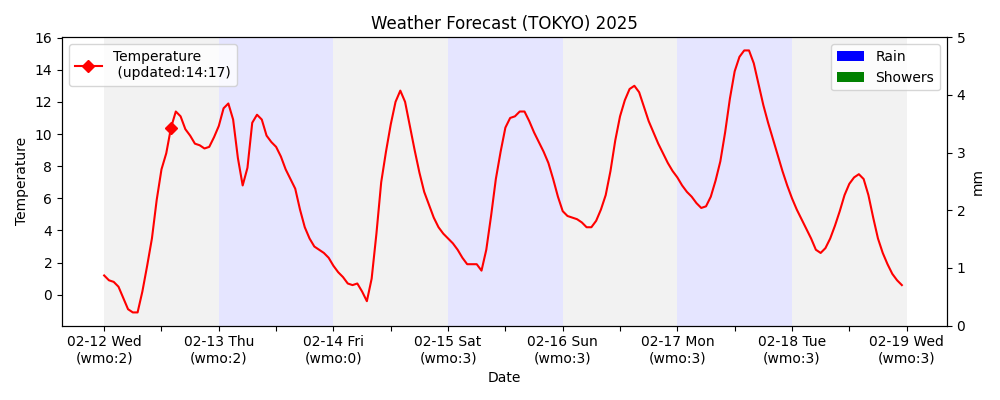 Weather Forecast (TOKYO) 2025
Temperature
(updated:14:17)
Rain
Showers
16
14
12
10
8
6
4
2
0
Temperature
5
4
3
2
1
0
mm
02-12 Wed
(wmo:2)
02-13 Thu
(wmo:2)
02-14 Fri
(wmo:0)
02-15 Sat
(wmo:3)
02-16 Sun
(wmo:3)
02-17 Mon
(wmo:3)
02-18 Tue
(wmo:3)
02-19 Wed
(wmo:3)
Date